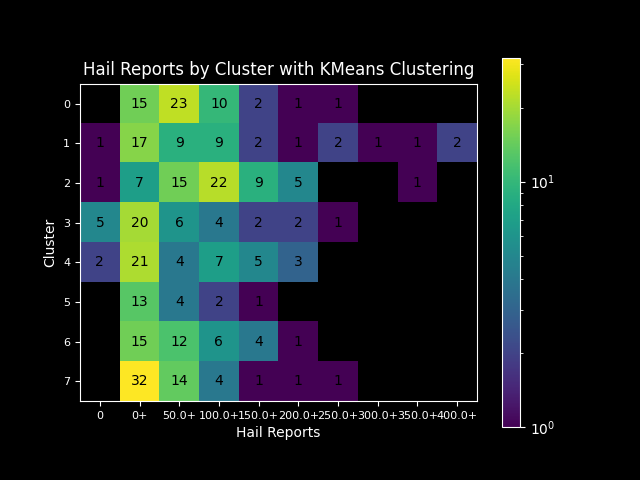 Hail Reports by Cluster with KMeans Clustering
0 15 23 10 2 1 1
1 1 17 9 9 2 1 2 1 1 2
2 1 7 15 22 9 5 1
3 5 20 6 4 2 2 1
4 2 21 4 7 5 3
5 13 4 2 1
6 15 12 6 4 1
7 32 14 4 1 1 1
0 0+ 50.0+ 100.0+ 150.0+ 200.0+ 250.0+ 300.0+ 350.0+ 400.0+
Hail Reports
Cluster
10¹
10⁰